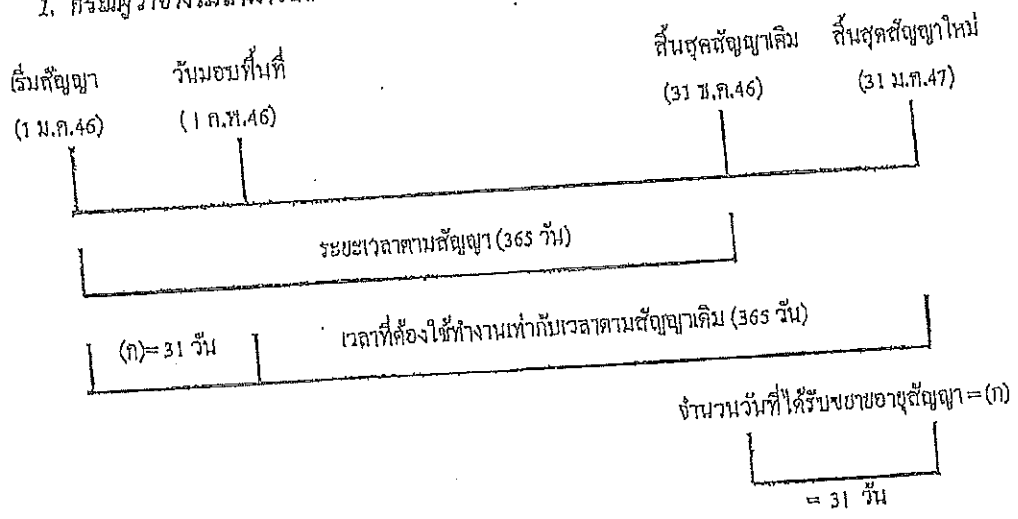 เริ่มสัญญา
วันมอบพื้นที่
สิ้นสุดสัญญาเดิม
สิ้นสุดสัญญาใหม่
(1 ม.ค.46)
(1 ก.พ.46)
(31 ธ.ค.46)
(31 ม.ค.47)
ระยะเวลาตามสัญญา (365 วัน)
(ก)= 31 วัน
เวลาที่ต้องใช้ทำงานเท่ากับเวลาตามสัญญาเดิม (365 วัน)
จำนวนวันที่ได้รับขยายอายุสัญญา = (ก)
= 31 วัน